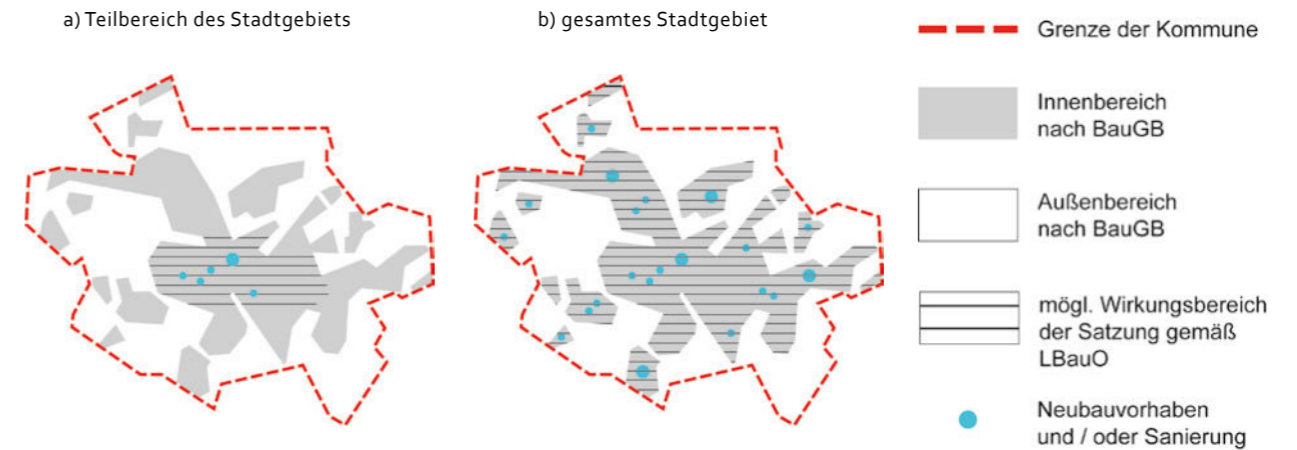 a) Teilbereich des Stadtgebiets
b) gesamtes Stadtgebiet
Grenze der Kommune
Innenbereich
nach BauGB
Außenbereich
nach BauGB
mögl. Wirkungsbereich
der Satzung gemäß
LBauO
Neubauvorhaben
und / oder Sanierung